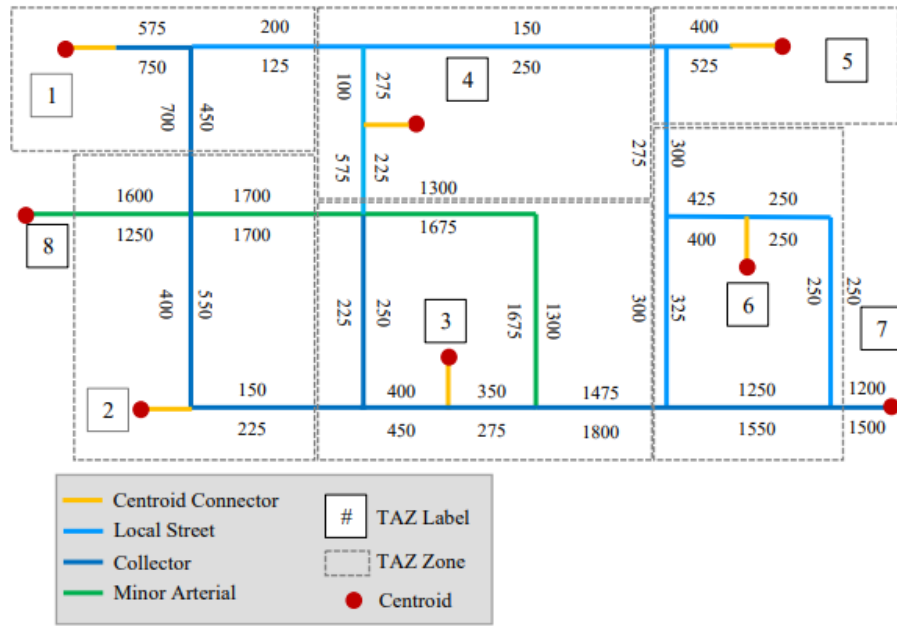 575 200 150 400
750 125 250 525
1
4
5
100 275
700 450
575 225
275 300
1600 1700 1300
1250 1700 1675
425 250
400 250
8
400 550
225 250
3
1675 1300
300 325
6
250 250
7
2
150 400 350 1475 1250 1200
225 450 275 1800 1550 1500
Centroid Connector
Local Street
Collector
Minor Arterial
# TAZ Label
TAZ Zone
Centroid